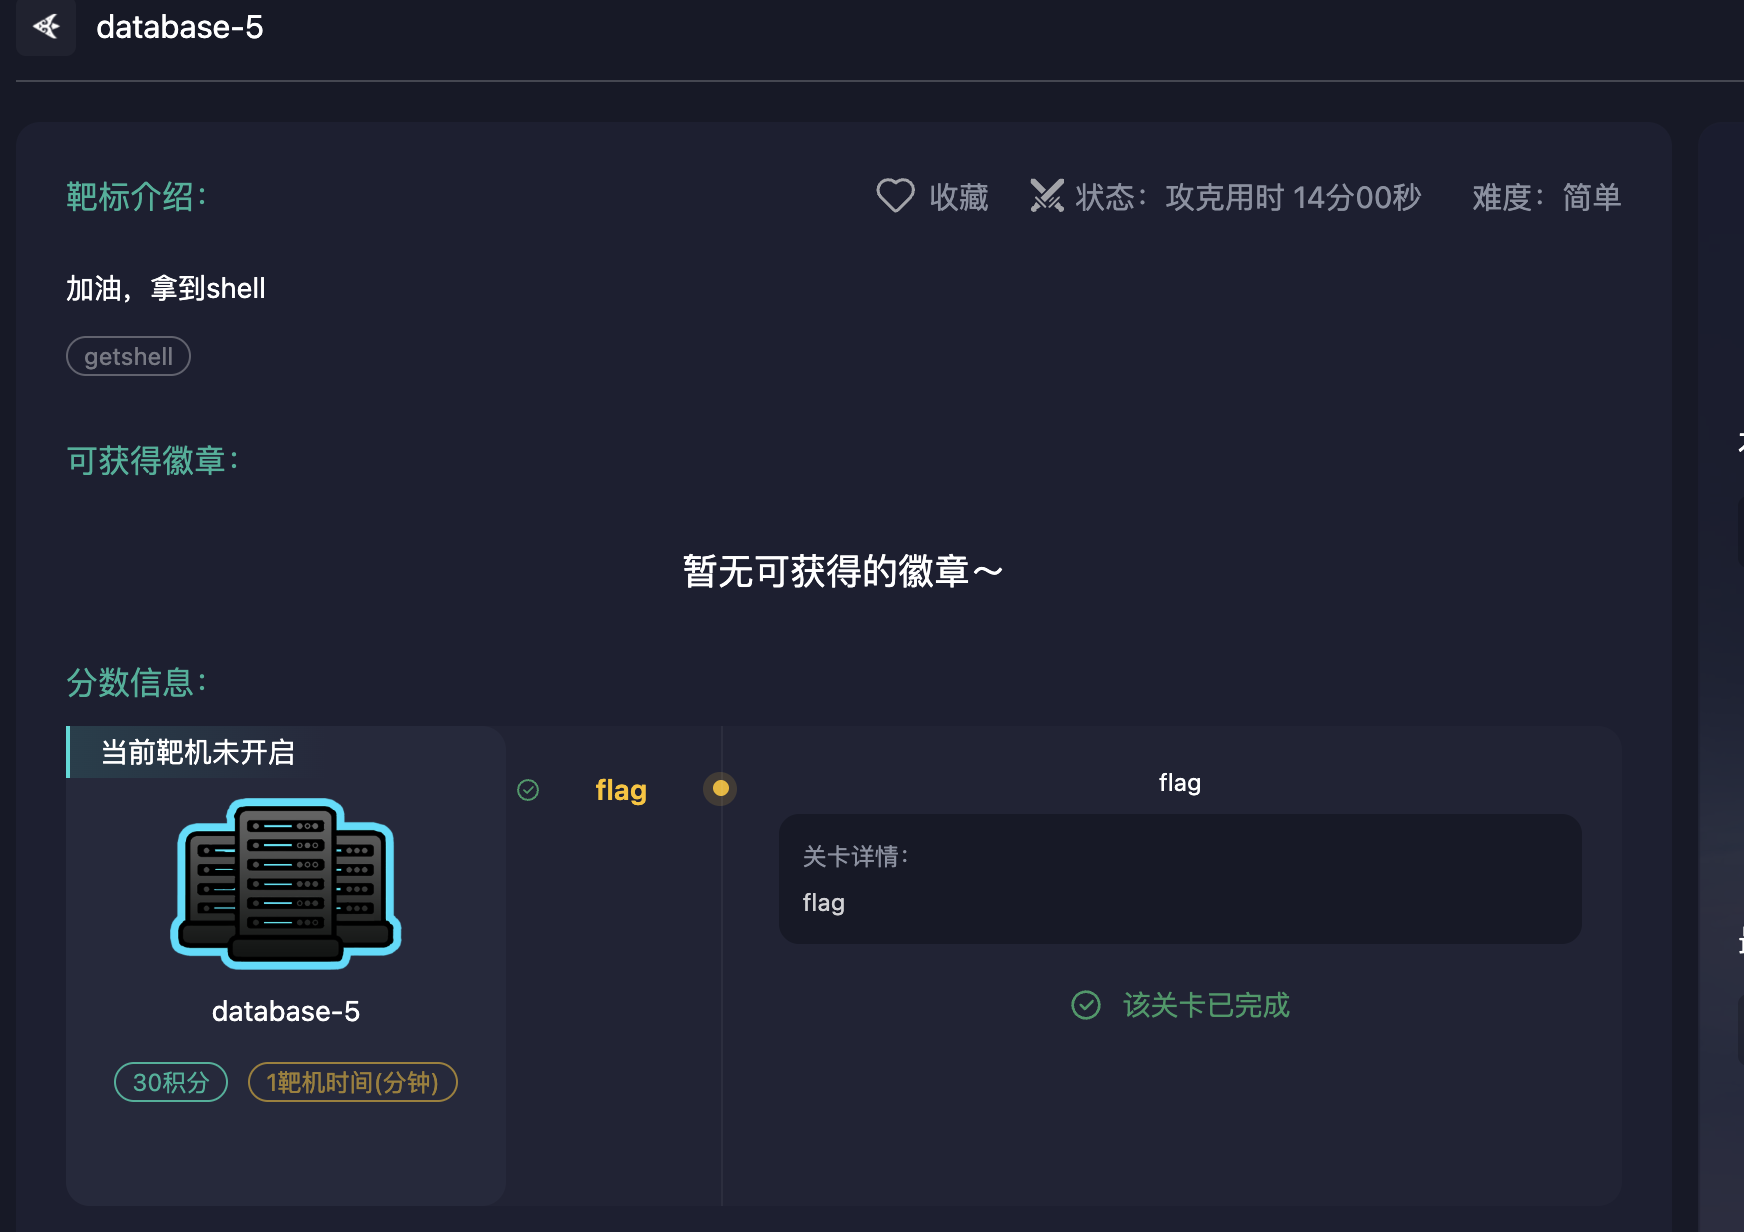 database-5
靶标介绍：
收藏
状态：攻克用时 14分00秒
难度：简单
加油，拿到shell
getshell
可获得徽章：
暂无可获得的徽章～
分数信息：
当前靶机未开启
flag
flag
关卡详情：
flag
该关卡已完成
database-5
30积分
1靶机时间(分钟)